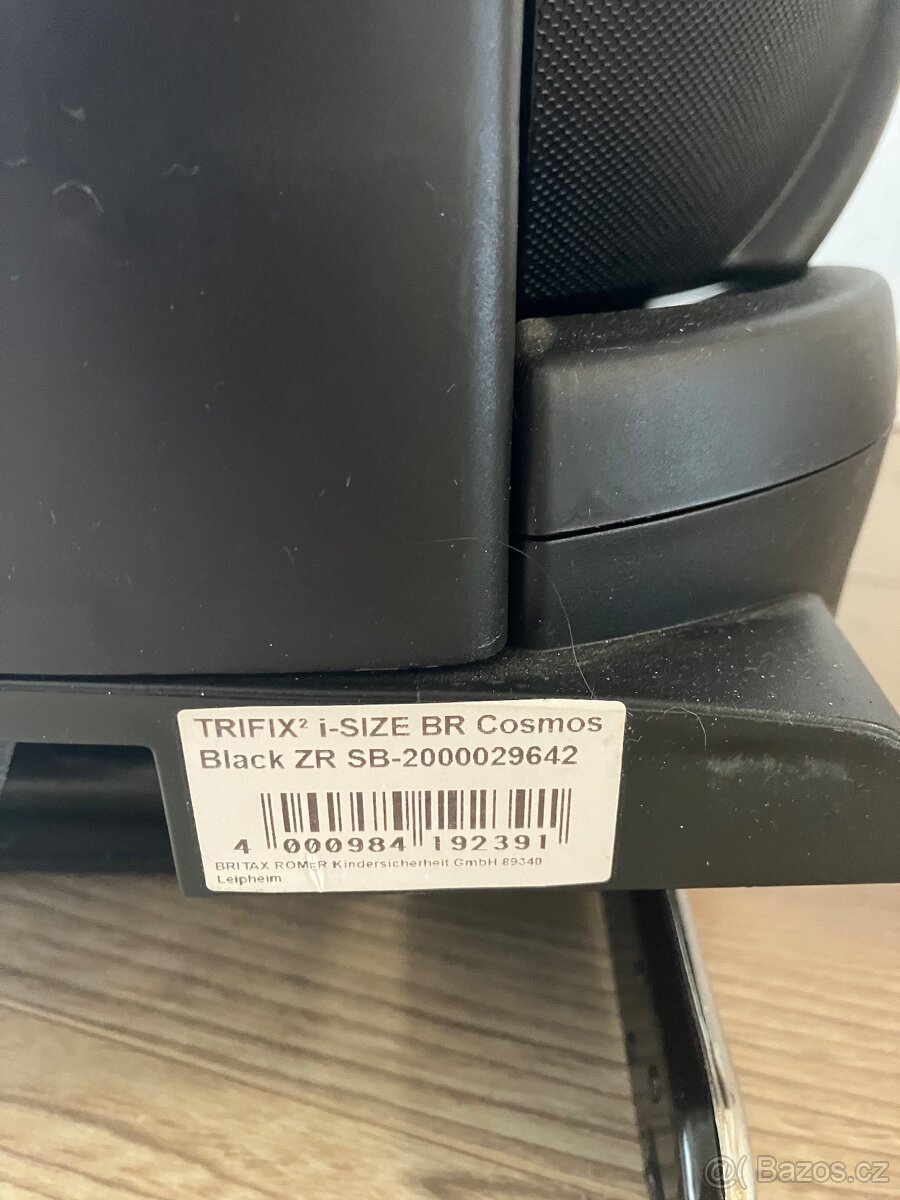 TRIFIX² i-SIZE BR Cosmos
Black ZR SB-2000029642
4 000984 192391
BRITAX RÖMER Kindersicherheit GmbH 89340
Leipheim
@( Bazos.cz